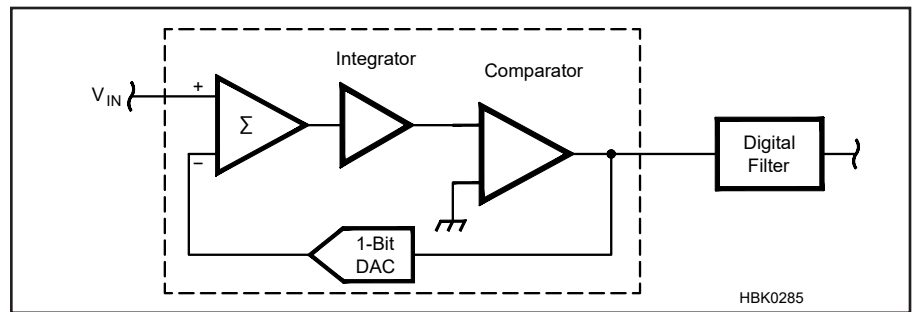 Integrator
Comparator
V IN
+
Σ
−
Digital
Filter
1-Bit
DAC
HBK0285